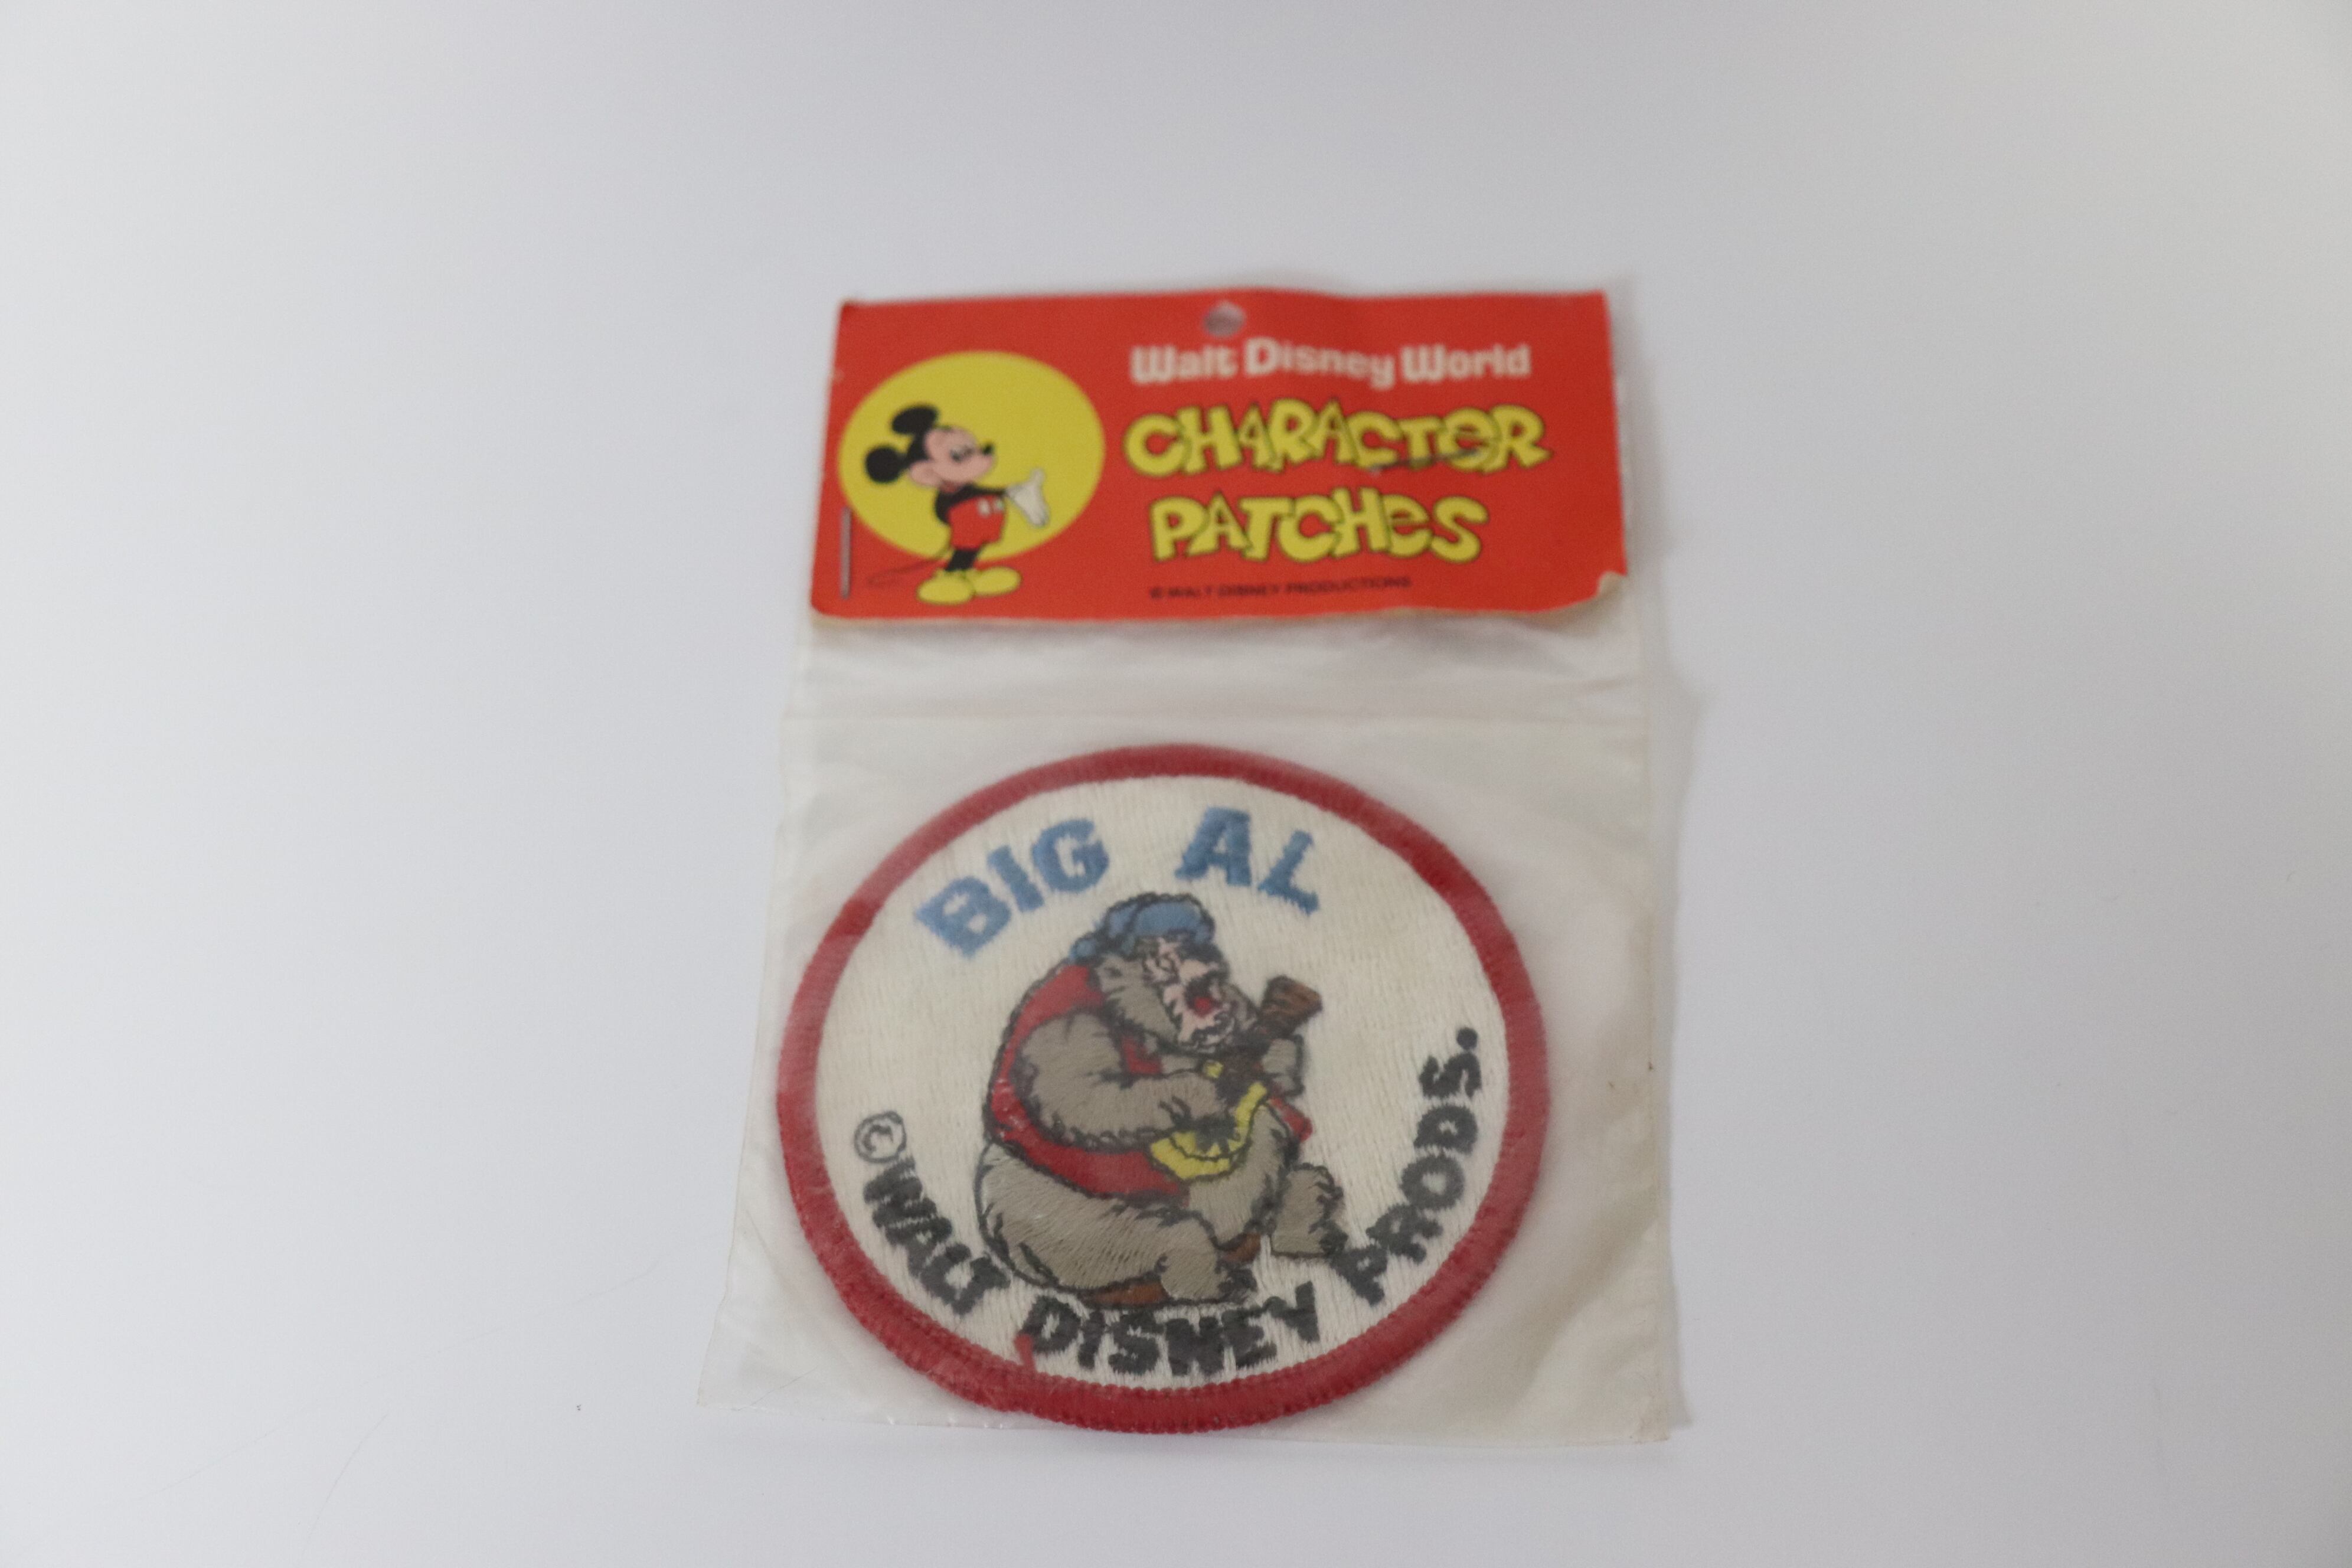 Walt Disney World
CHARACTER
PATCHES
© WALT DISNEY PRODUCTIONS
BIG AL
© WALT DISNEY PRODS.